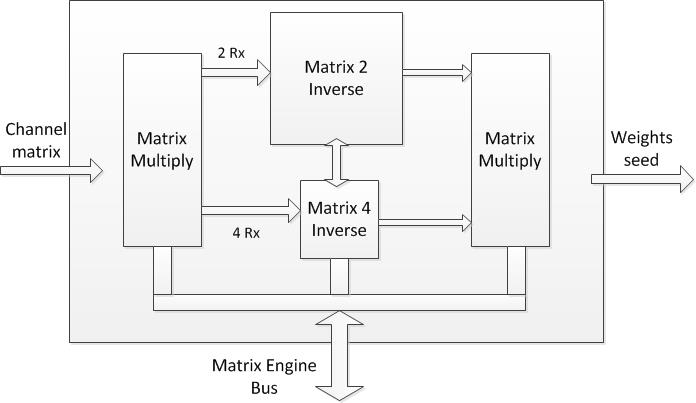 2 Rx
Matrix 2
Inverse
Channel
matrix
Matrix
Multiply
Matrix
Multiply
Weights
seed
Matrix 4
Inverse
4 Rx
Matrix Engine
Bus